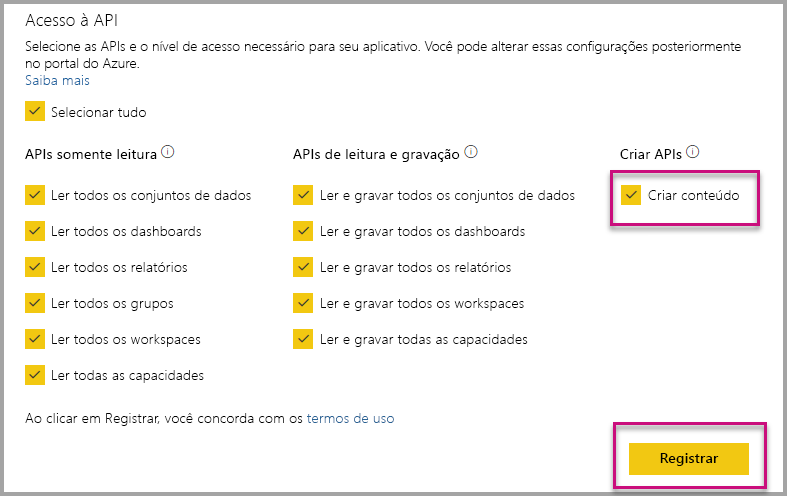 Acesso à API
Selecione as APIs e o nível de acesso necessário para seu aplicativo. Você pode alterar essas configurações posteriormente
no portal do Azure.
Saiba mais
Selecionar tudo
APIs somente leitura
Ler todos os conjuntos de dados
Ler todos os dashboards
Ler todos os relatórios
Ler todos os grupos
Ler todos os workspaces
Ler todas as capacidades
APIs de leitura e gravação
Ler e gravar todos os conjuntos de dados
Ler e gravar todos os dashboards
Ler e gravar todos os relatórios
Ler e gravar todos os workspaces
Ler e gravar todas as capacidades
Criar APIs
Criar conteúdo
Ao clicar em Registrar, você concorda com os termos de uso
Registrar